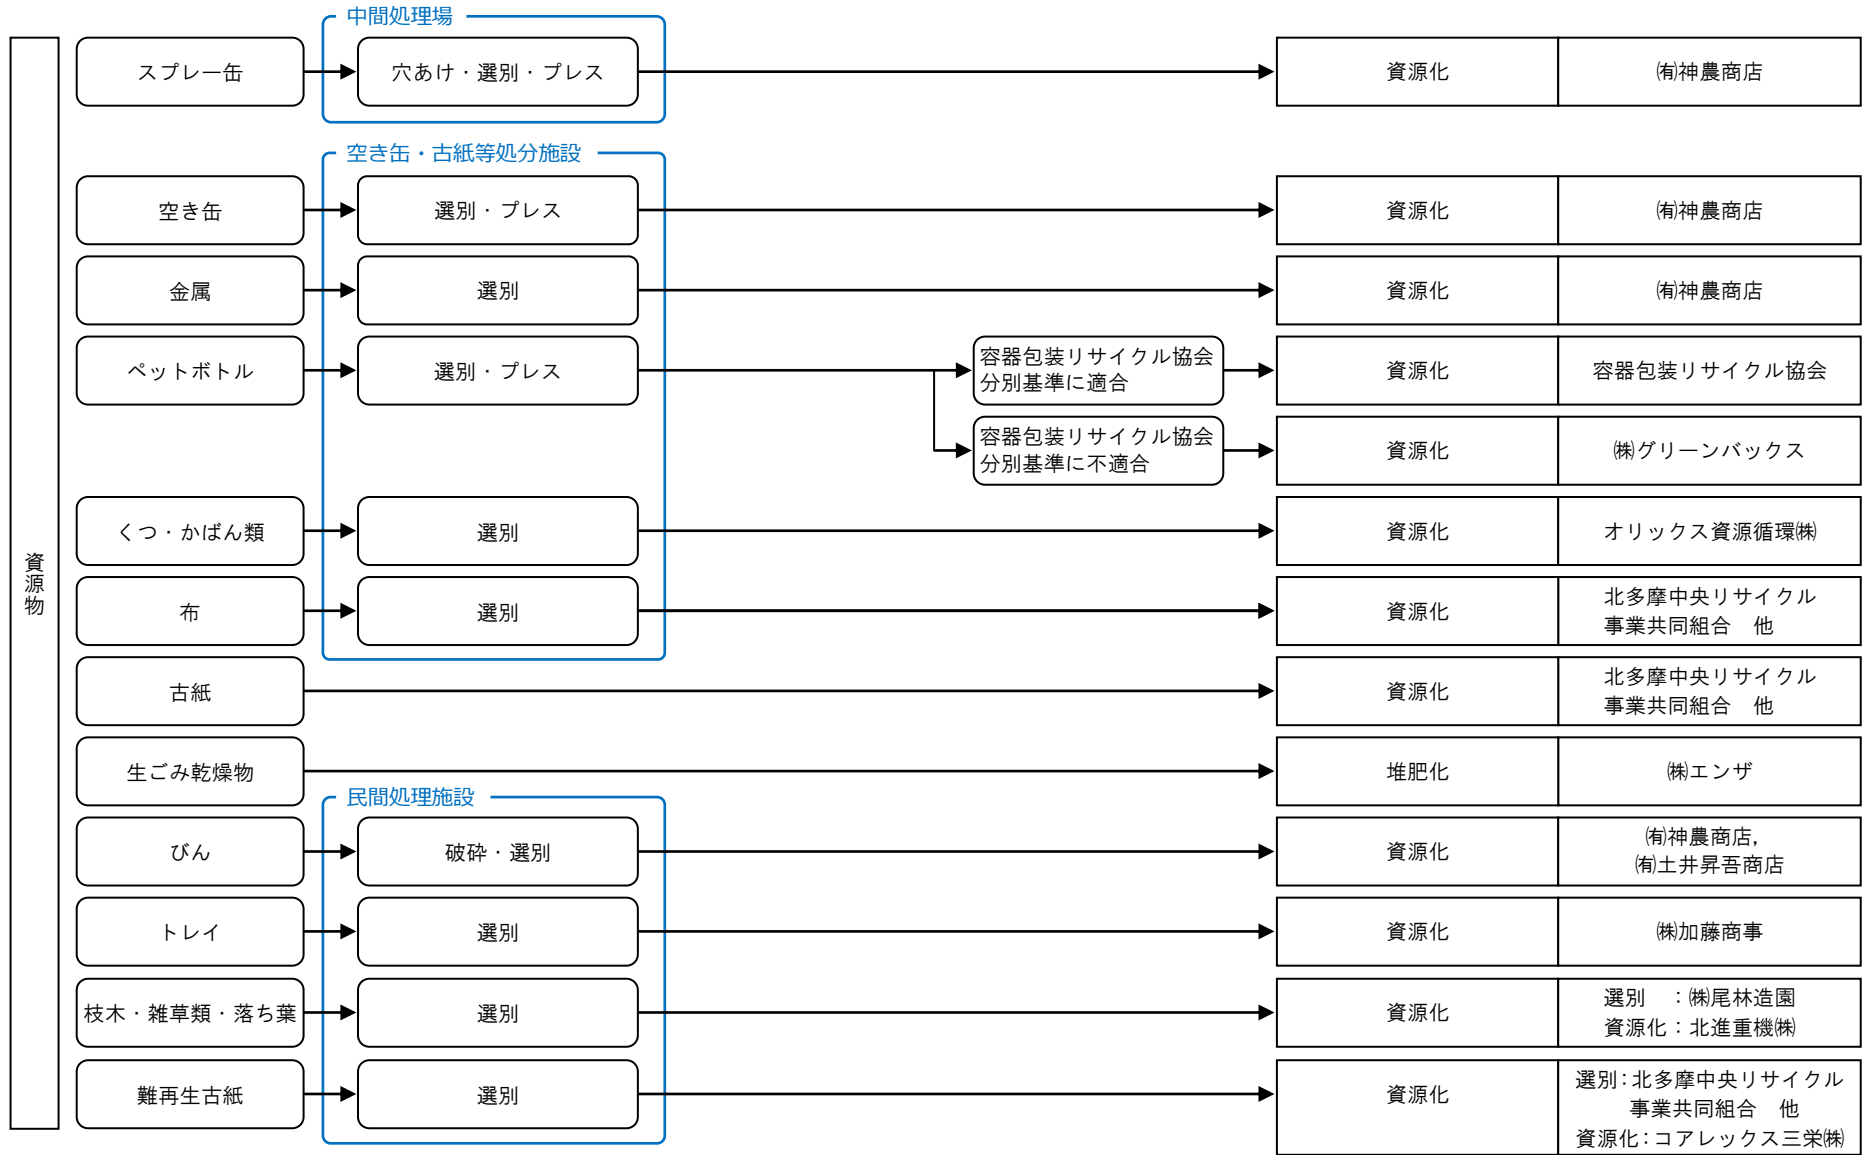 資源物
中間処理場
スプレー缶
穴あけ・選別・プレス
資源化
㈲神農商店
空き缶・古紙等処分施設
空き缶
選別・プレス
資源化
㈲神農商店
金属
選別
資源化
㈲神農商店
ペットボトル
選別・プレス
容器包装リサイクル協会
分別基準に適合
資源化
容器包装リサイクル協会
容器包装リサイクル協会
分別基準に不適合
資源化
㈱グリーンバックス
くつ・かばん類
選別
資源化
オリックス資源循環㈱
布
選別
資源化
北多摩中央リサイクル
事業共同組合　他
古紙
資源化
北多摩中央リサイクル
事業共同組合　他
生ごみ乾燥物
堆肥化
㈱エンザ
民間処理施設
びん
破砕・選別
資源化
㈲神農商店,
㈲土井昇吾商店
トレイ
選別
資源化
㈱加藤商事
枝木・雑草類・落ち葉
選別
資源化
選別　：㈱尾林造園
資源化：北進重機㈱
難再生古紙
選別
資源化
選別：北多摩中央リサイクル
事業共同組合　他
資源化：コアレックス三栄㈱